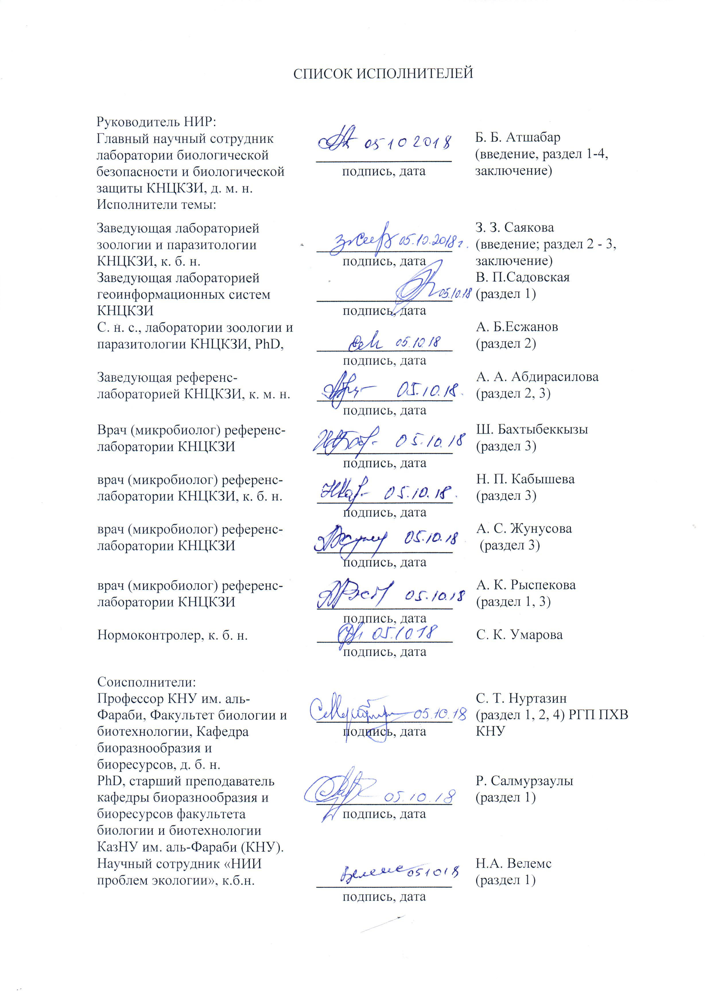 СПИСОК ИСПОЛНИТЕЛЕЙ
Руководитель НИР:
Главный научный сотрудник
лаборатории биологической
безопасности и биологической
защиты КНЦКЗИ, д. м. н.
05 10 2018
подпись, дата
Б. Б. Атшабар
(введение, раздел 1-4,
заключение)
Исполнители темы:
Заведующая лабораторией
зоологии и паразитологии
КНЦКЗИ, к. б. н.
05.10.2018 г.
подпись, дата
З. З. Саякова
(введение; раздел 2 - 3,
заключение)
Заведующая лабораторией
геоинформационных систем
КНЦКЗИ
05.10.18
подпись, дата
В. П.Садовская
(раздел 1)
С. н. с., лаборатории зоологии и
паразитологии КНЦКЗИ, PhD,
05.10.18
подпись, дата
А. Б.Есжанов
(раздел 2)
Заведующая референс-
лабораторией КНЦКЗИ, к. м. н.
05.10.18.
подпись, дата
А. А. Абдирасилова
(раздел 2, 3)
Врач (микробиолог) референс-
лаборатории КНЦКЗИ
05.10.18
подпись, дата
Ш. Бахтыбеккызы
(раздел 3)
врач (микробиолог) референс-
лаборатории КНЦКЗИ, к. б. н.
05.10.18.
подпись, дата
Н. П. Кабышева
(раздел 3)
врач (микробиолог) референс-
лаборатории КНЦКЗИ
05.10.18
подпись, дата
А. С. Жунусова
(раздел 3)
врач (микробиолог) референс-
лаборатории КНЦКЗИ
05.10.18
подпись, дата
А. К. Рыспекова
(раздел 1, 3)
Нормоконтролер, к. б. н.
05.10 18
подпись, дата
С. К. Умарова
Соисполнители:
Профессор КНУ им. аль-
Фараби, Факультет биологии и
биотехнологии, Кафедра
биоразнообразия и
биоресурсов, д. б. н.
05.10.18
подпись, дата
С. Т. Нуртазин
(раздел 1, 2, 4) РГП ПХВ
КНУ
PhD, старший преподаватель
кафедры биоразнообразия и
биоресурсов факультета
биологии и биотехнологии
КазНУ им. аль-Фараби (КНУ).
05.10.18
подпись, дата
Р. Салмурзаулы
(раздел 1)
Научный сотрудник «НИИ
проблем экологии», к.б.н.
05 10 18
подпись, дата
Н.А. Велемс
(раздел 1)